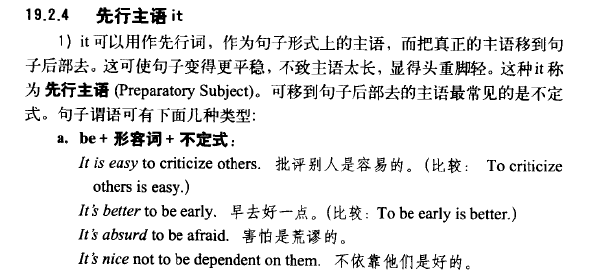 19.2.4 先行主语 it
1) it 可以用作先行词，作为句子形式上的主语，而把真正的主语移到句
子后部去。这可使句子变得更平稳，不致主语太长，显得头重脚轻。这种 it 称
为先行主语 (Preparatory Subject)。可移到句子后部去的主语最常见的是不定
式。句子谓语可有下面几种类型：
a. be + 形容词 + 不定式：
It is easy to criticize others. 批评别人是容易的。（比较： To criticize
others is easy.）
It's better to be early. 早去好一点。（比较：To be early is better.）
It's absurd to be afraid. 害怕是荒谬的。
It's nice not to be dependent on them. 不依靠他们是好的。